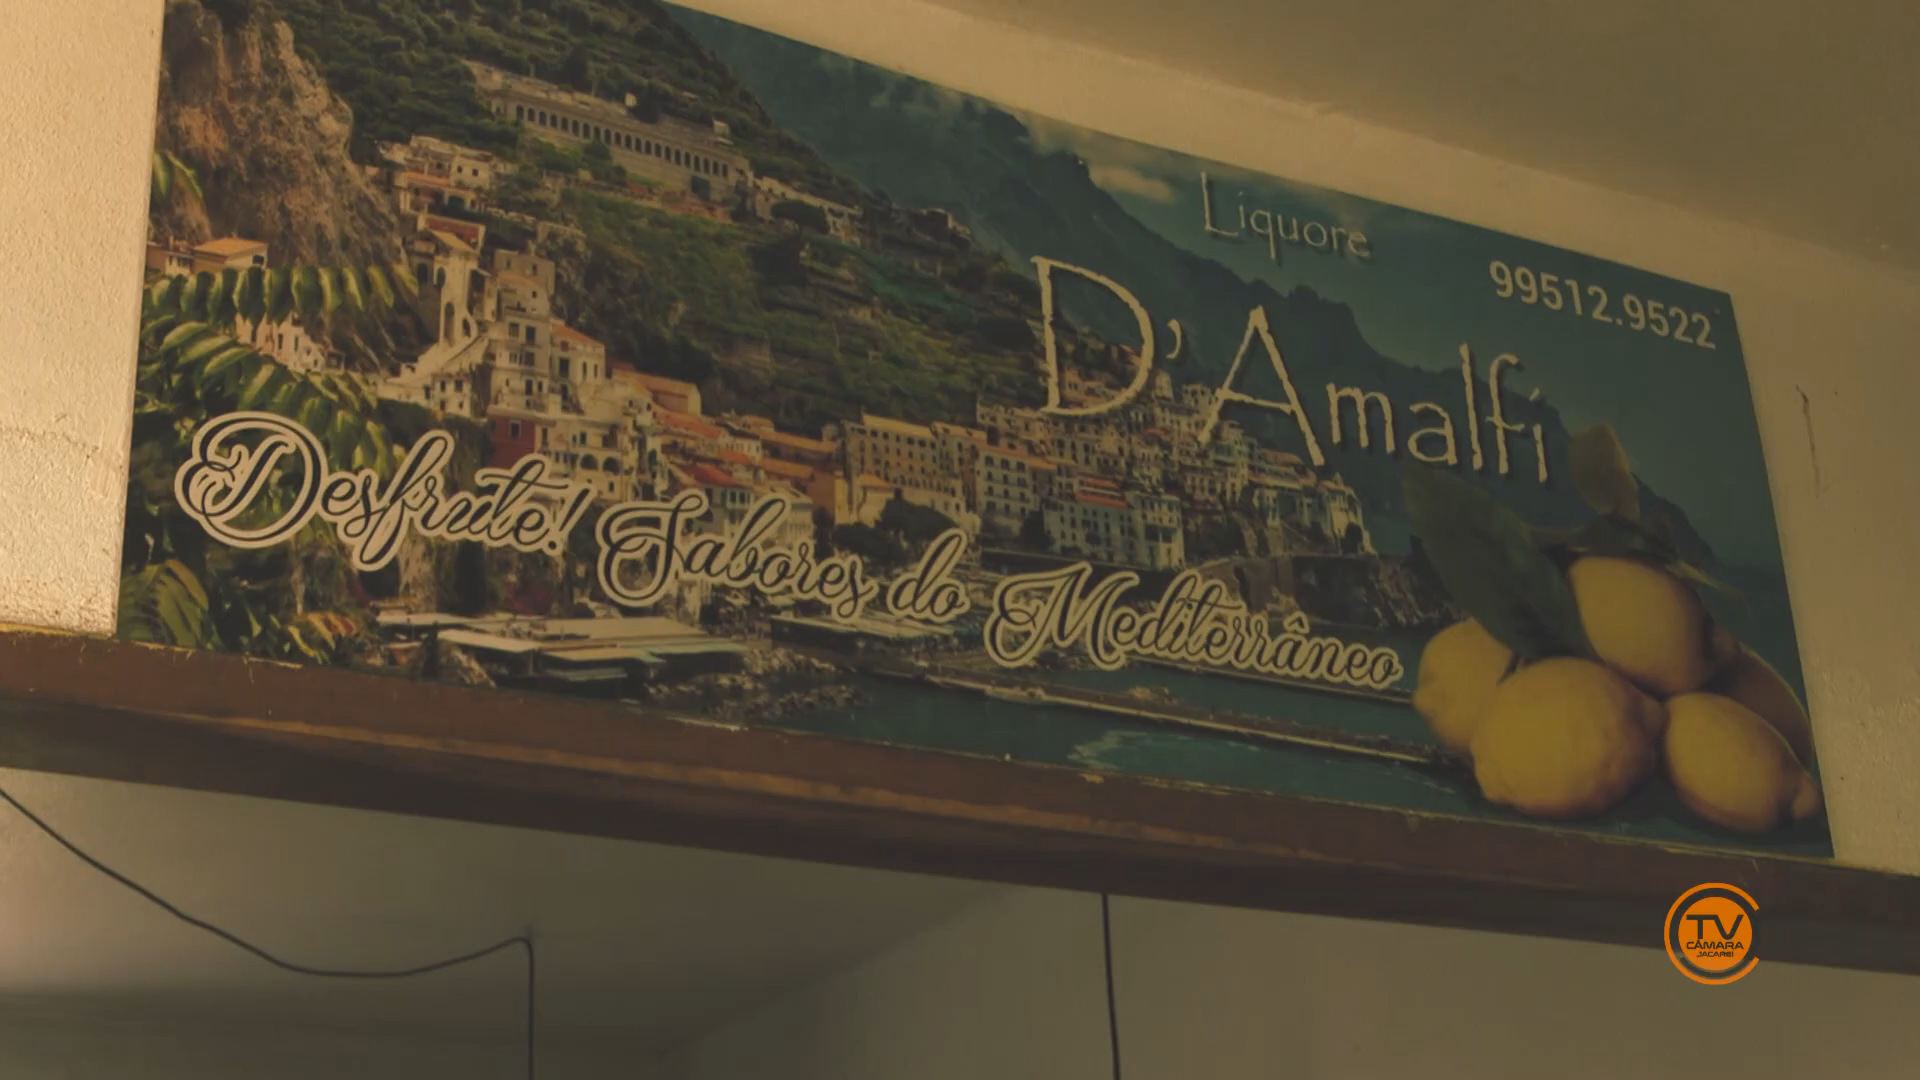 Liquore
D'Amalfi
99512.9522
Desfrute! Sabores do Mediterrâneo
TV
CÂMARA
JACAREÍ